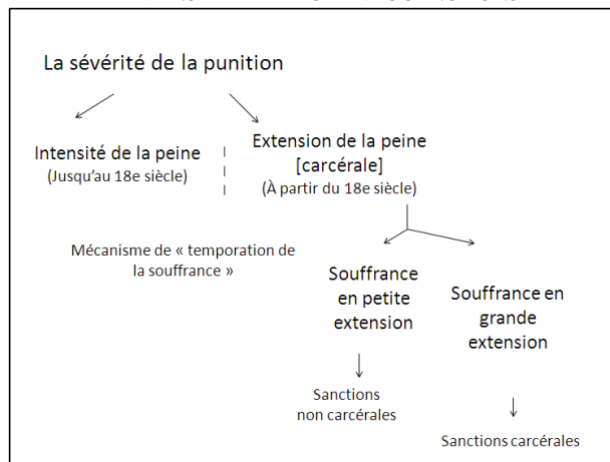 La sévérité de la punition
Intensité de la peine
(Jusqu'au 18e siècle)
Extension de la peine
[carcérale]
(À partir du 18e siècle)
Mécanisme de « temporation de
la souffrance »
Souffrance
en petite
extension
Souffrance en
grande
extension
Sanctions
non carcérales
Sanctions carcérales